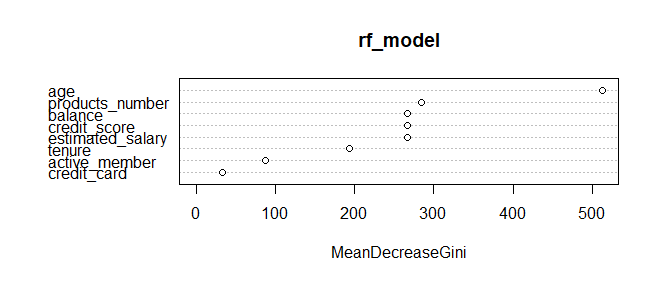 rf_model
age
products_number
balance
credit_score
estimated_salary
tenure
active_member
credit_card
0 100 200 300 400 500
MeanDecreaseGini